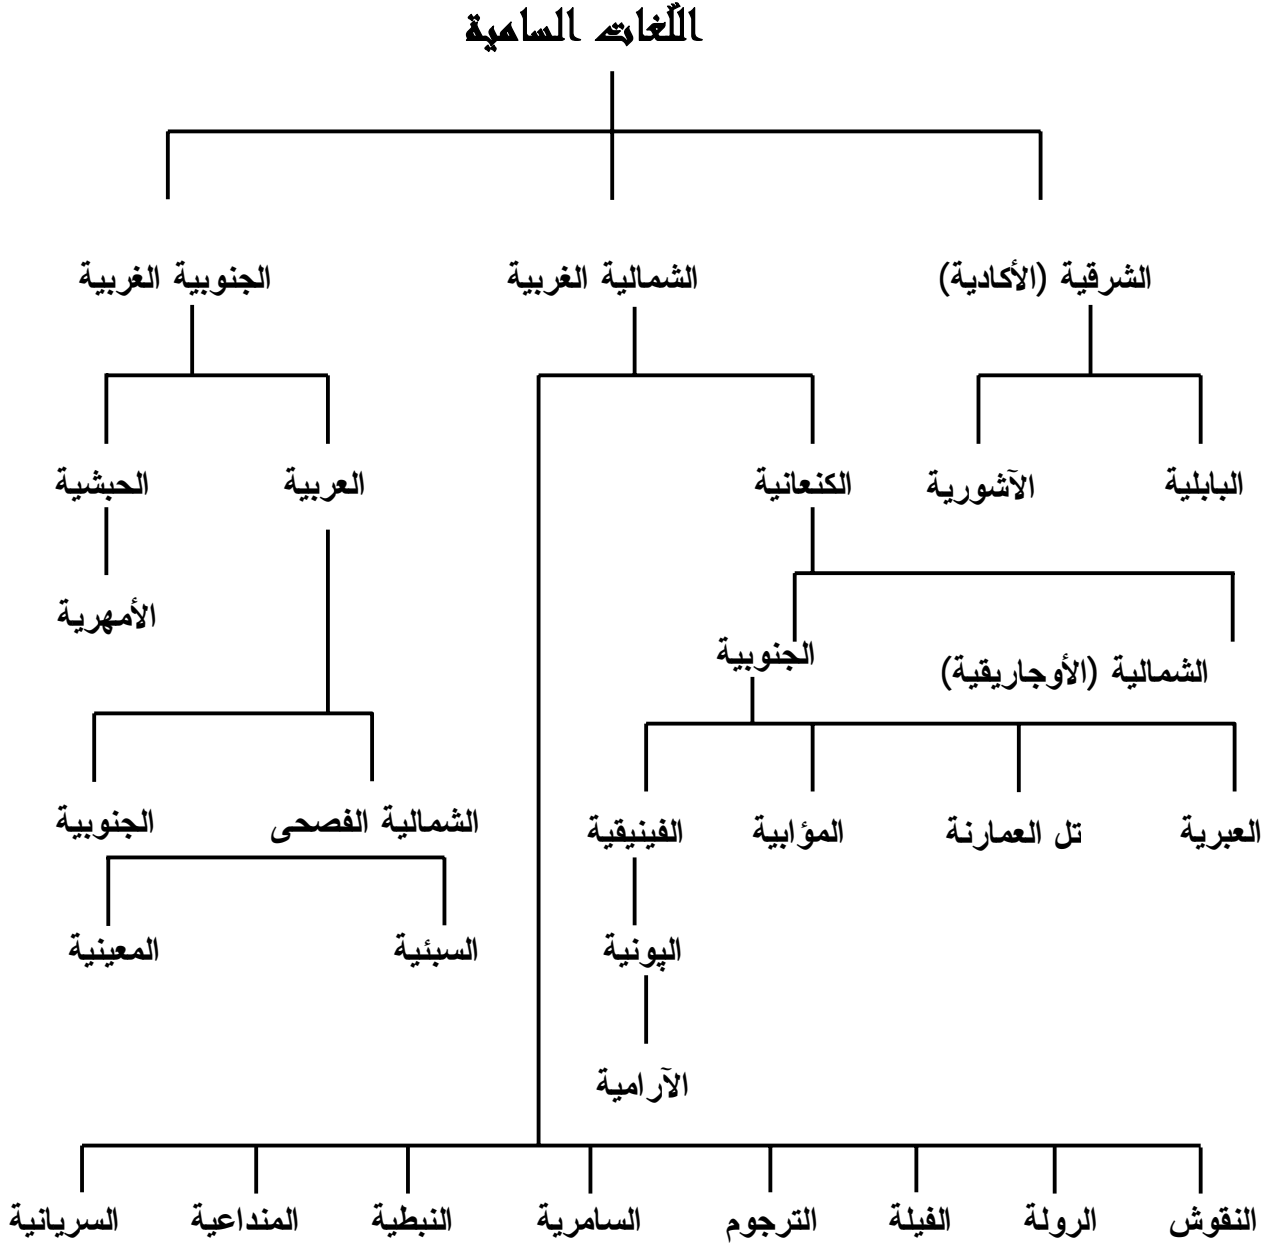 اللّغات السامية
الشرقية (الأكادية)
الشمالية الغربية
الجنوبية الغربية
البابلية
الآشورية
الكنعانية
العربية
الحبشية
الأمهرية
الشمالية (الأوجاريقية)
الجنوبية
العبرية
تل العمارنة
المؤابية
الفينيقية
الشمالية الفصحى
الجنوبية
الپونية
السبئية
المعينية
الآرامية
النقوش
الرولة
الفيلة
الترجوم
السامرية
النبطية
المنداعية
السريانية